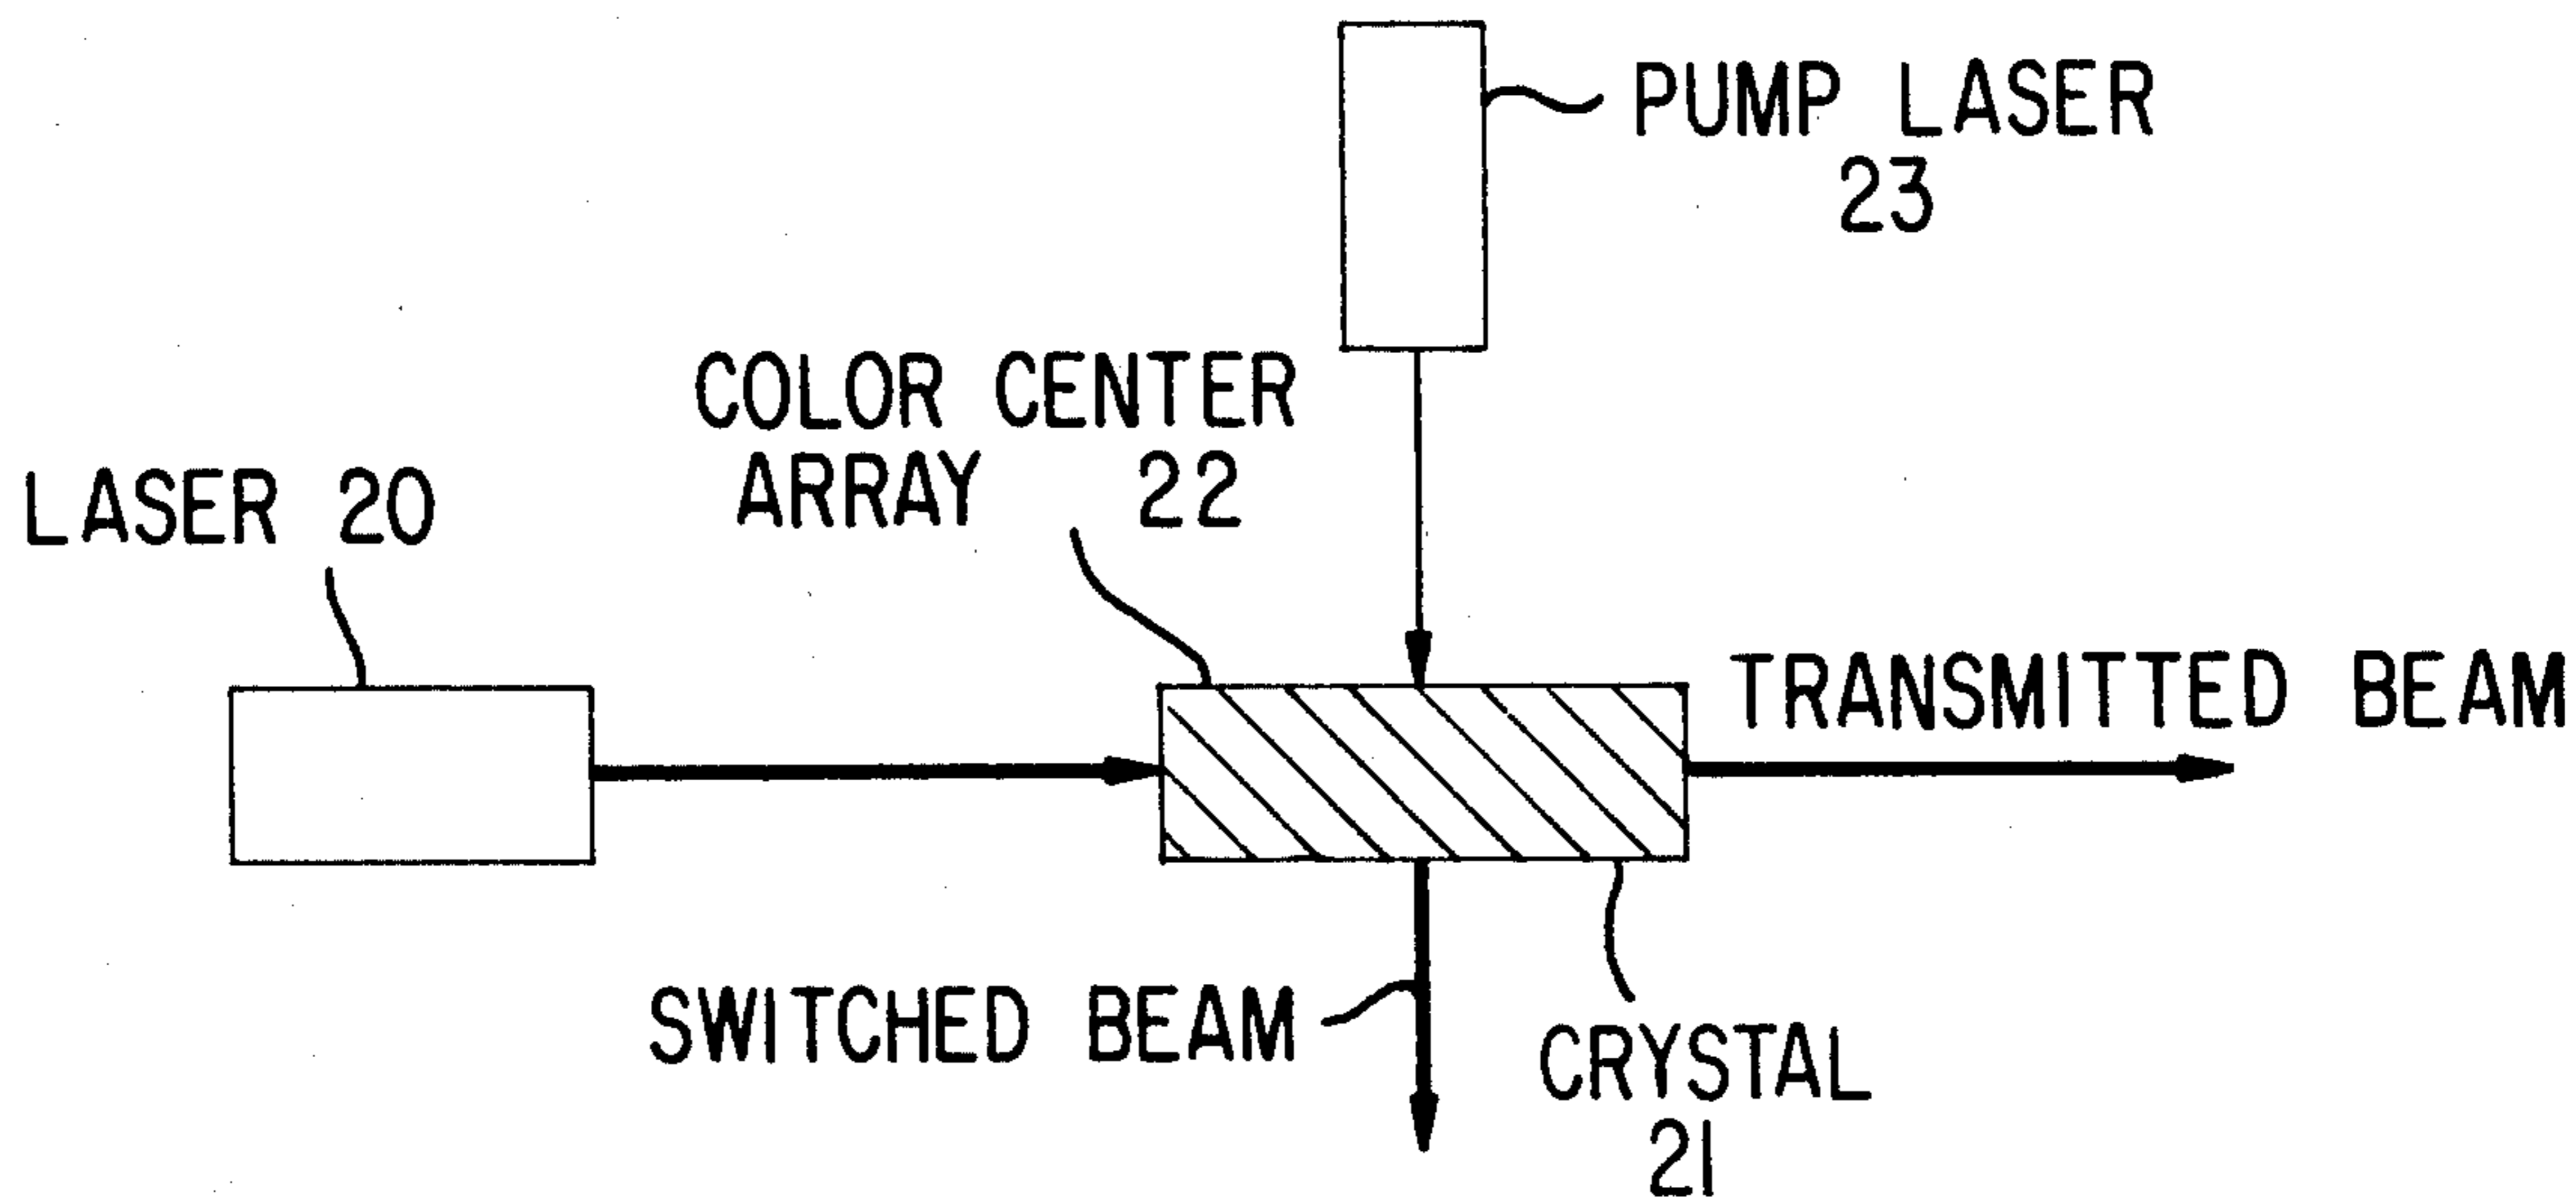 PUMP LASER
23
COLOR CENTER
ARRAY 22
LASER 20
TRANSMITTED BEAM
SWITCHED BEAM
CRYSTAL
21